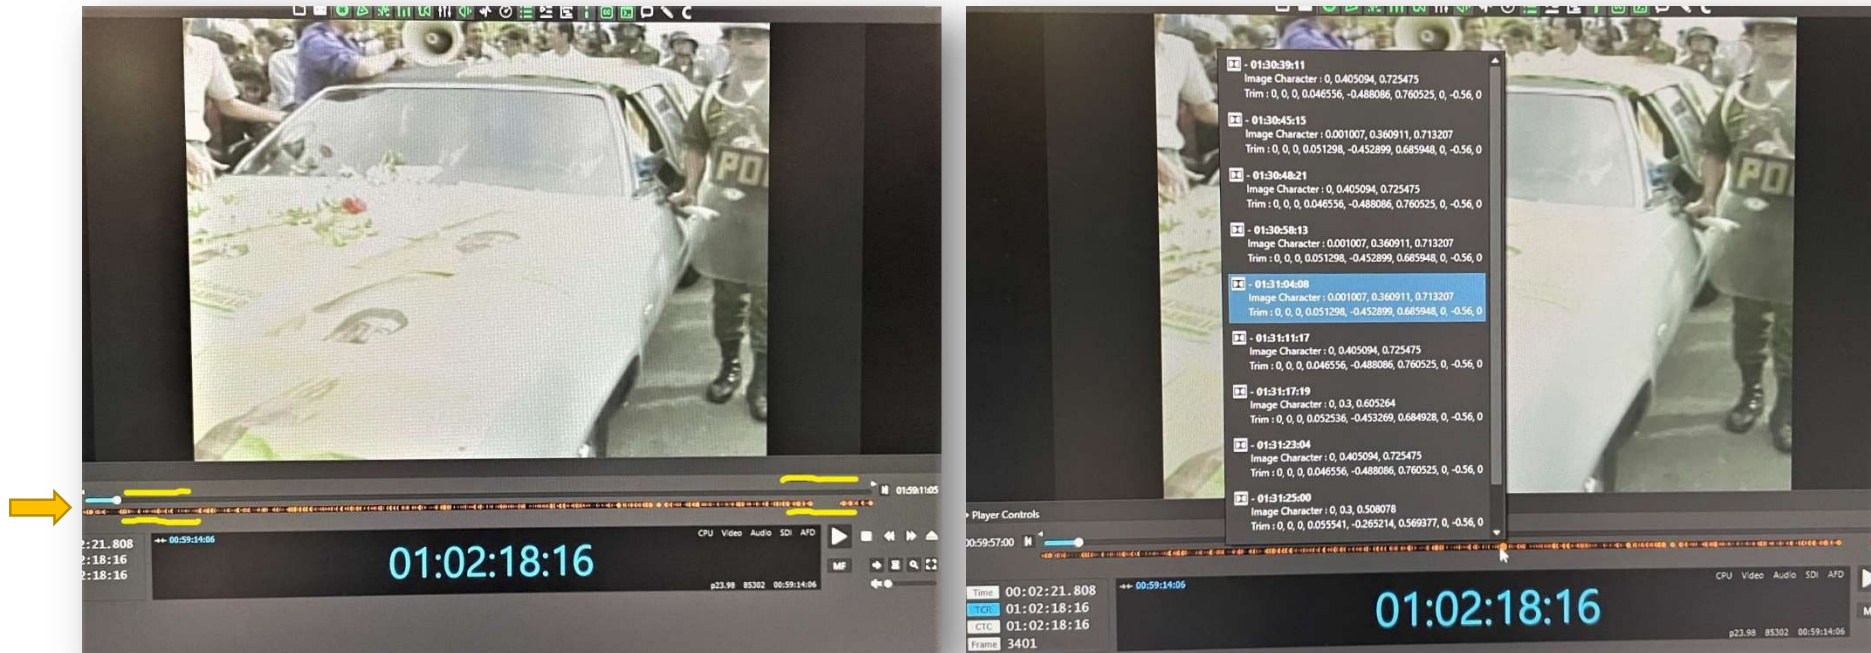 POLI
01:59:11:05
2:21.808
2:18:16
2:18:16
00:59:14:06
01:02:18:16
CPU Video Audio SDI AFD
MF
p23.98 85302 00:59:14:06
- 01:30:39:11
Image Character : 0, 0.405094, 0.725475
Trim : 0, 0, 0, 0.046556, -0.488086, 0.760525, 0, -0.56, 0
- 01:30:45:15
Image Character : 0.001007, 0.360911, 0.713207
Trim : 0, 0, 0, 0.051298, -0.452899, 0.685948, 0, -0.56, 0
- 01:30:48:21
Image Character : 0, 0.405094, 0.725475
Trim : 0, 0, 0, 0.046556, -0.488086, 0.760525, 0, -0.56, 0
- 01:30:58:13
Image Character : 0.001007, 0.360911, 0.713207
Trim : 0, 0, 0, 0.051298, -0.452899, 0.685948, 0, -0.56, 0
- 01:31:04:08
Image Character : 0.001007, 0.360911, 0.713207
Trim : 0, 0, 0, 0.051298, -0.452899, 0.685948, 0, -0.56, 0
- 01:31:11:17
Image Character : 0, 0.405094, 0.725475
Trim : 0, 0, 0, 0.046556, -0.488086, 0.760525, 0, -0.56, 0
- 01:31:17:19
Image Character : 0, 0.3, 0.605264
Trim : 0, 0, 0, 0.052536, -0.453269, 0.684928, 0, -0.56, 0
- 01:31:23:04
Image Character : 0, 0.405094, 0.725475
Trim : 0, 0, 0, 0.046556, -0.488086, 0.760525, 0, -0.56, 0
- 01:31:25:00
Image Character : 0, 0.3, 0.508078
Trim : 0, 0, 0, 0.055541, -0.265214, 0.569377, 0, -0.56, 0
POI
Player Controls
00:59:57:00
Time 00:02:21.808
TCR 01:02:18:16
CTC 01:02:18:16
Frame 3401
00:59:14:06
01:02:18:16
CPU Video Audio SDI AFD
p23.98 85302 00:59:14:06